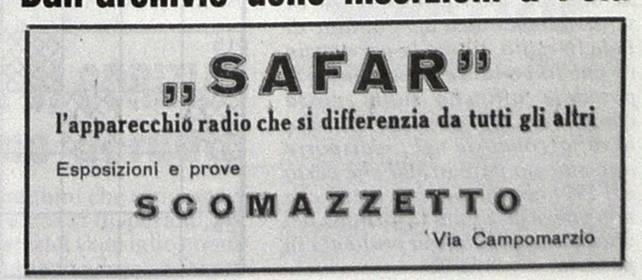 „SAFAR”
l'apparecchio radio che si differenzia da tutti gli altri
Esposizioni e prove
SCOMAZZETTO
Via Campomarzio